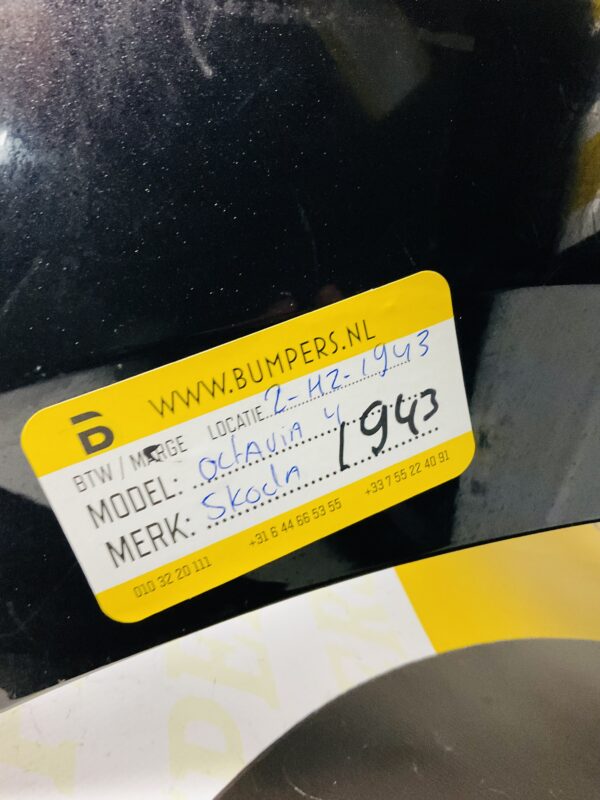 WWW.BUMPERS.NL
BTW / MARGE LOCATIE 2-H2-1943
MODEL: Octavia 4
MERK: Skoda 1943
010 32 20 111 +31 6 44 66 53 55 +33 7 55 22 40 91